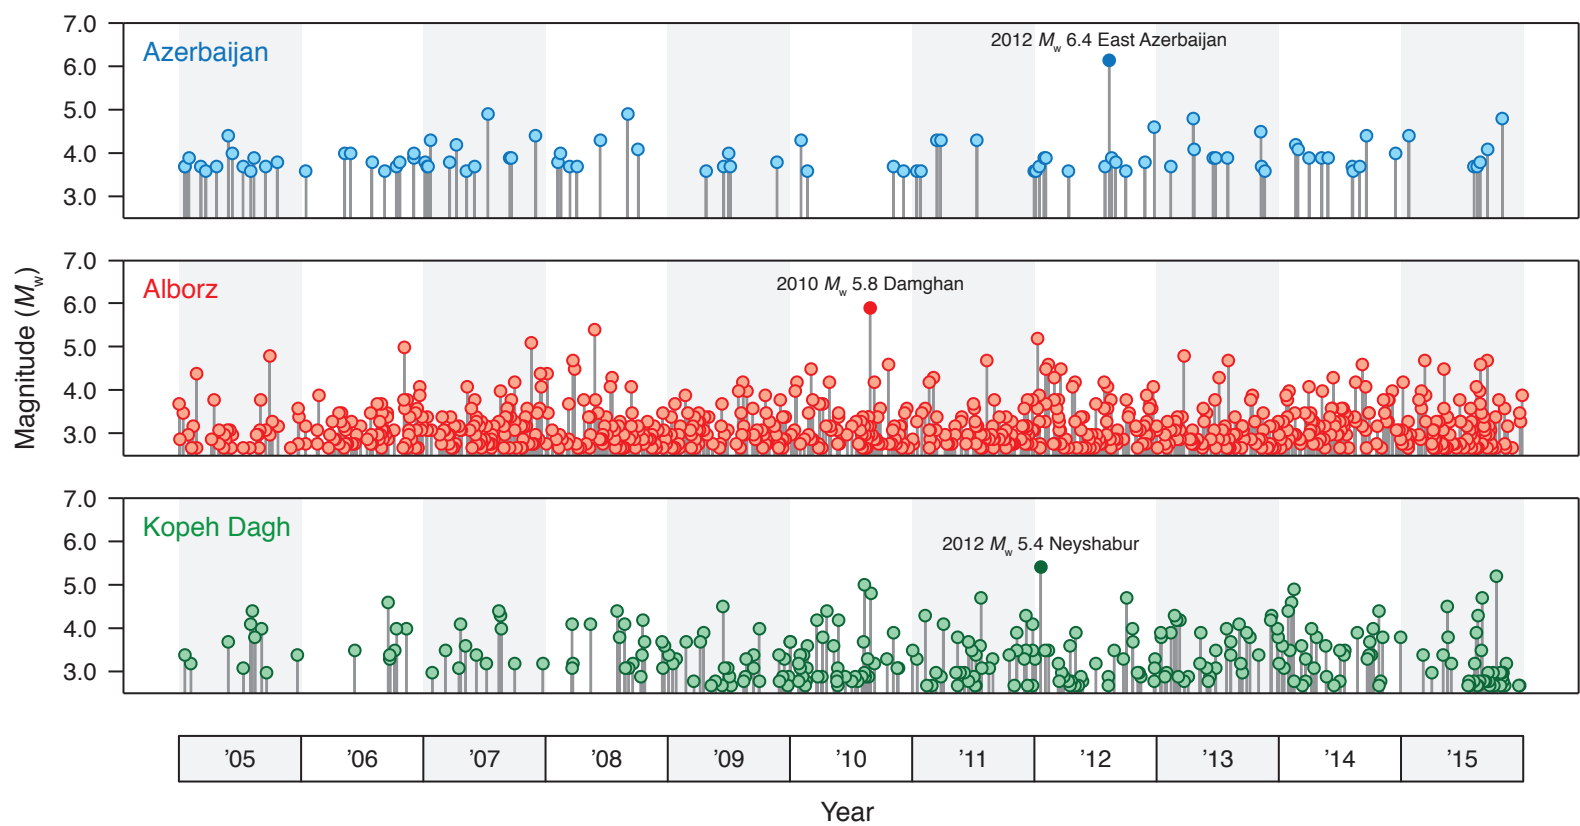 7.0
Azerbaijan
2012 Mw 6.4 East Azerbaijan
6.0
5.0
4.0
3.0
7.0
Alborz
2010 Mw 5.8 Damghan
6.0
5.0
4.0
3.0
Magnitude (Mw)
7.0
Kopeh Dagh
2012 Mw 5.4 Neyshabur
6.0
5.0
4.0
3.0
’05 ’06 ’07 ’08 ’09 ’10 ’11 ’12 ’13 ’14 ’15
Year